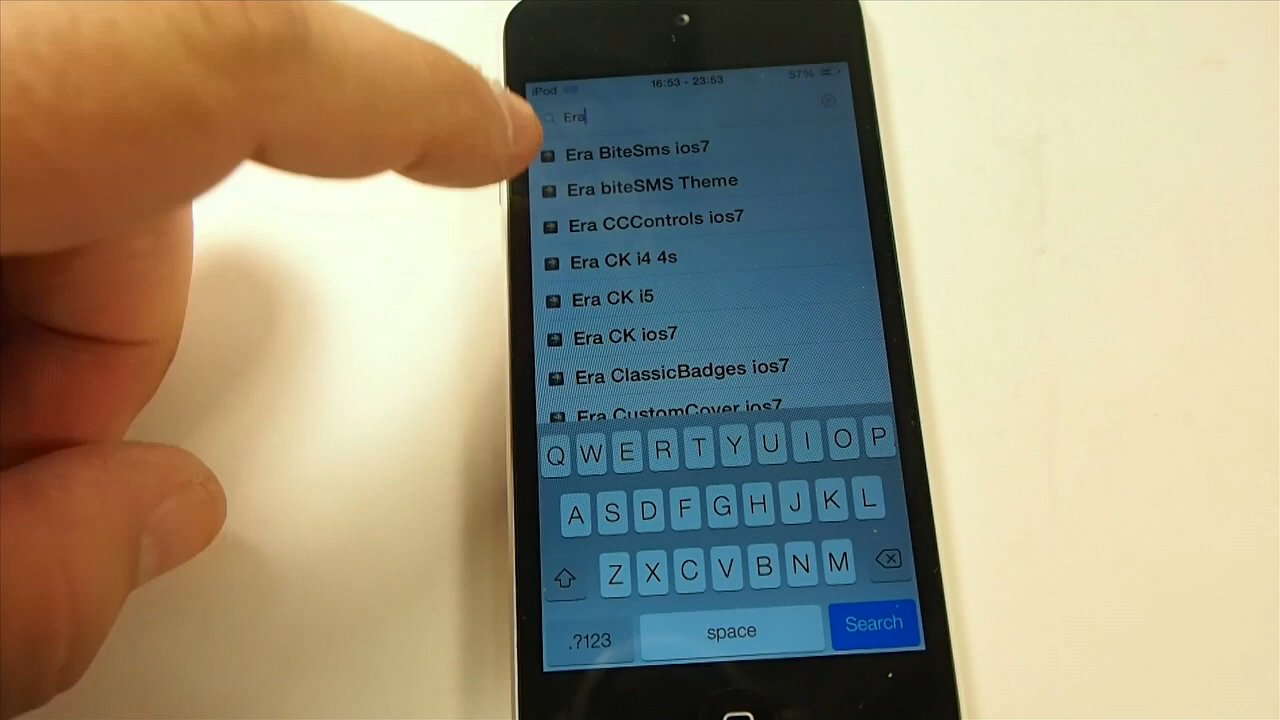 iPod 16:53 - 23:53 57%
Era
Era BiteSms ios7
Era biteSMS Theme
Era CCControls ios7
Era CK i4 4s
Era CK i5
Era CK ios7
Era ClassicBadges ios7
Era CustomCover ios7
Q W E R T Y U I O P
A S D F G H J K L
Z X C V B N M
.?123 space Search